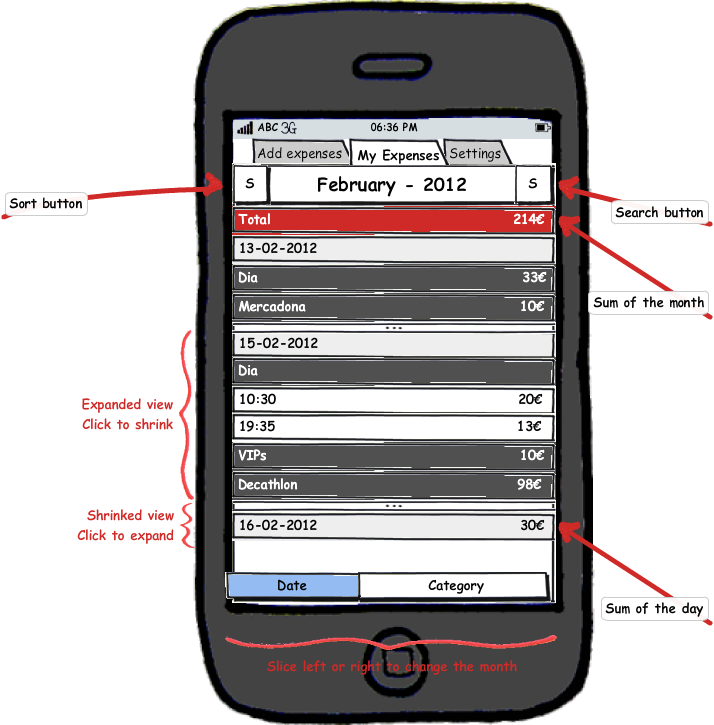 ABC 3G 06:36 PM
Add expenses My Expenses Settings
S February - 2012 S
Sort button
Search button
Total 214€
13-02-2012
Dia 33€
Mercadona 10€
Sum of the month
...
15-02-2012
Dia
10:30 20€
19:35 13€
VIPs 10€
Decathlon 98€
Expanded view
Click to shrink
...
16-02-2012 30€
Shrinked view
Click to expand
Date Category
Sum of the day
Slice left or right to change the month